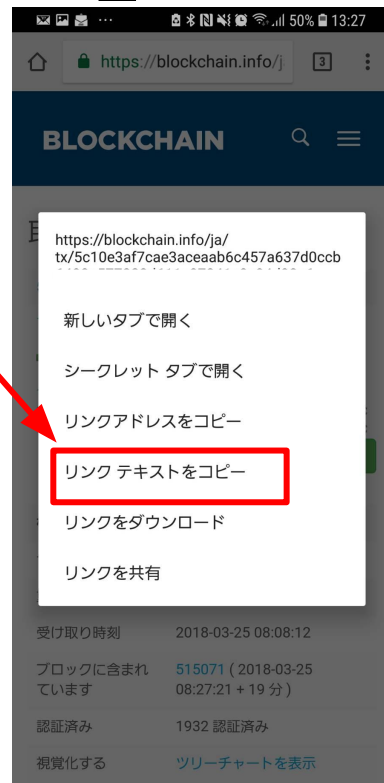 50% 13:27
https://blockchain.info/j
3
BLOCKCHAIN
https://blockchain.info/ja/
tx/5c10e3af7cae3aceaab6c457a637d0ccb
新しいタブで開く
シークレット タブで開く
リンクアドレスをコピー
リンク テキストをコピー
リンクをダウンロード
リンクを共有
受け取り時刻 2018-03-25 08:08:12
ブロックに含まれ 515071 ( 2018-03-25
ています 08:27:21 + 19 分 )
認証済み 1932 認証済み
視覚化する ツリーチャートを表示